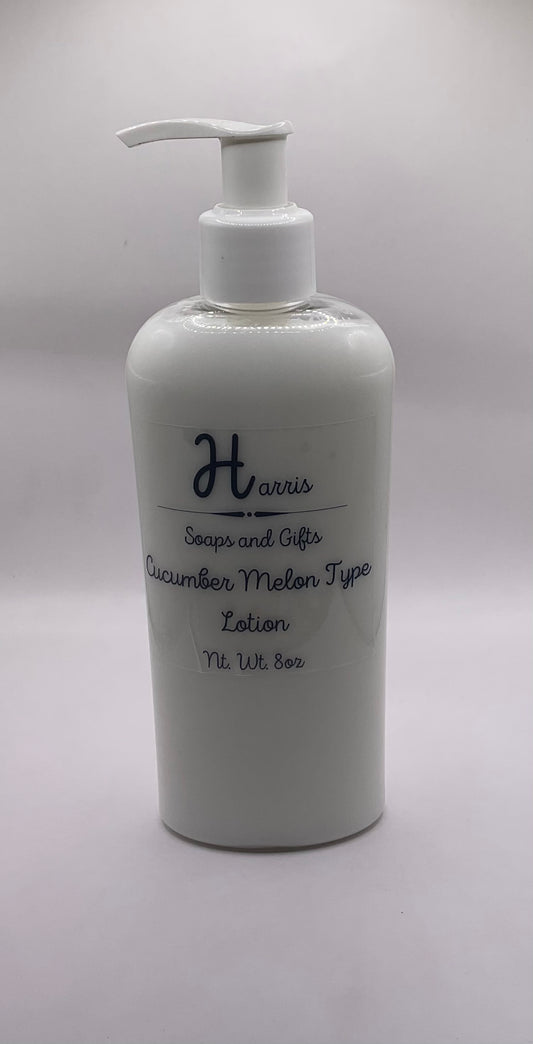 Harris
Soaps and Gifts
Cucumber Melon Type
Lotion
Nt. Wt. 8oz